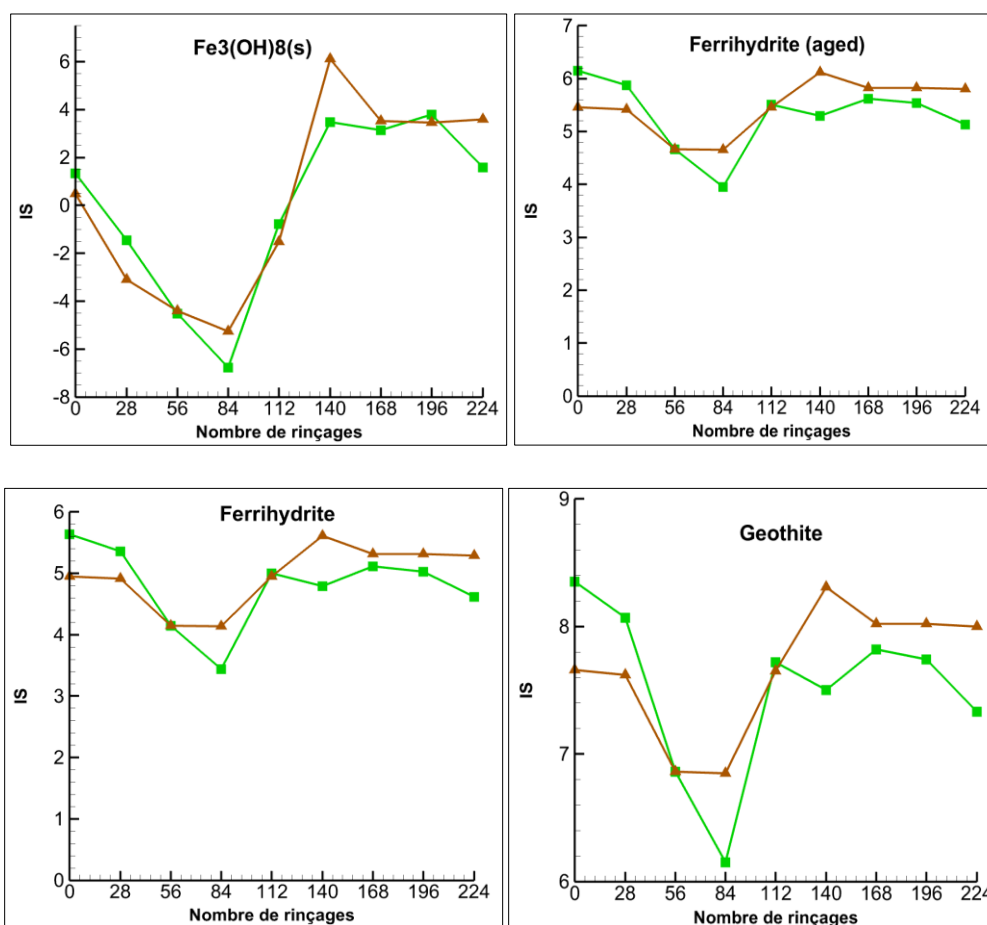 Fe3(OH)8(s)
6
4
2
0
-2
-4
-6
-8
IS
0 28 56 84 112 140 168 196 224
Nombre de rinçages
Ferrihydrite (aged)
7
6
5
4
3
2
1
0
IS
0 28 56 84 112 140 168 196 224
Nombre de rinçages
Ferrihydrite
6
5
4
3
2
1
0
IS
0 28 56 84 112 140 168 196 224
Nombre de rinçages
Geothite
9
8
7
6
IS
0 28 56 84 112 140 168 196 224
Nombre de rinçages